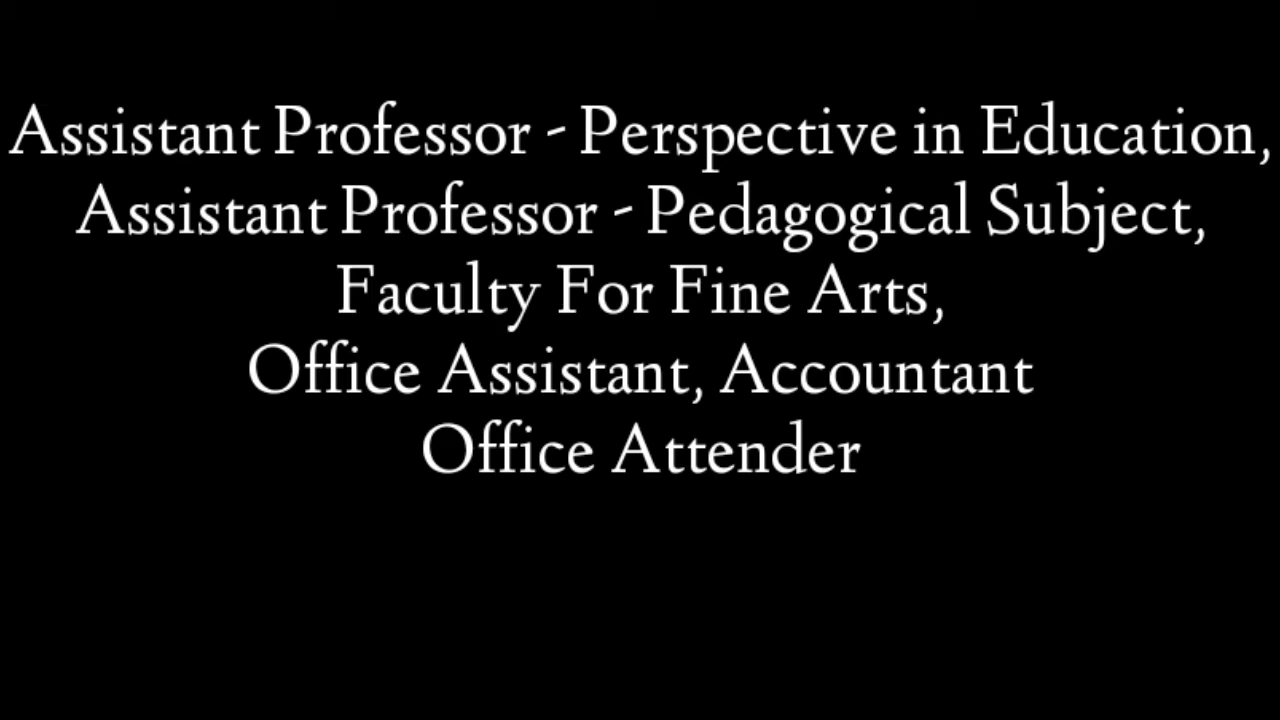 Assistant Professor - Perspective in Education,
Assistant Professor - Pedagogical Subject,
Faculty For Fine Arts,
Office Assistant, Accountant
Office Attender